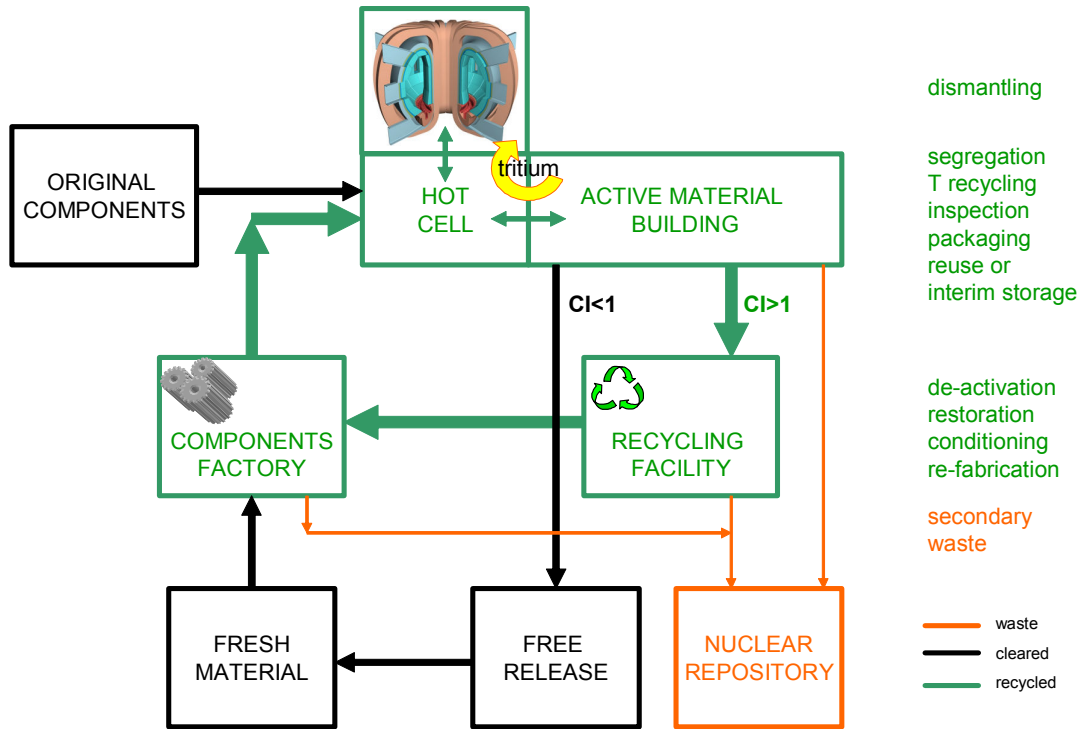 dismantling
tritium
ORIGINAL
COMPONENTS
HOT
CELL
ACTIVE MATERIAL
BUILDING
segregation
T recycling
inspection
packaging
reuse or
interim storage
CI<1
CI>1
COMPONENTS
FACTORY
RECYCLING
FACILITY
de-activation
restoration
conditioning
re-fabrication
secondary
waste
FRESH
MATERIAL
FREE
RELEASE
NUCLEAR
REPOSITORY
waste
cleared
recycled